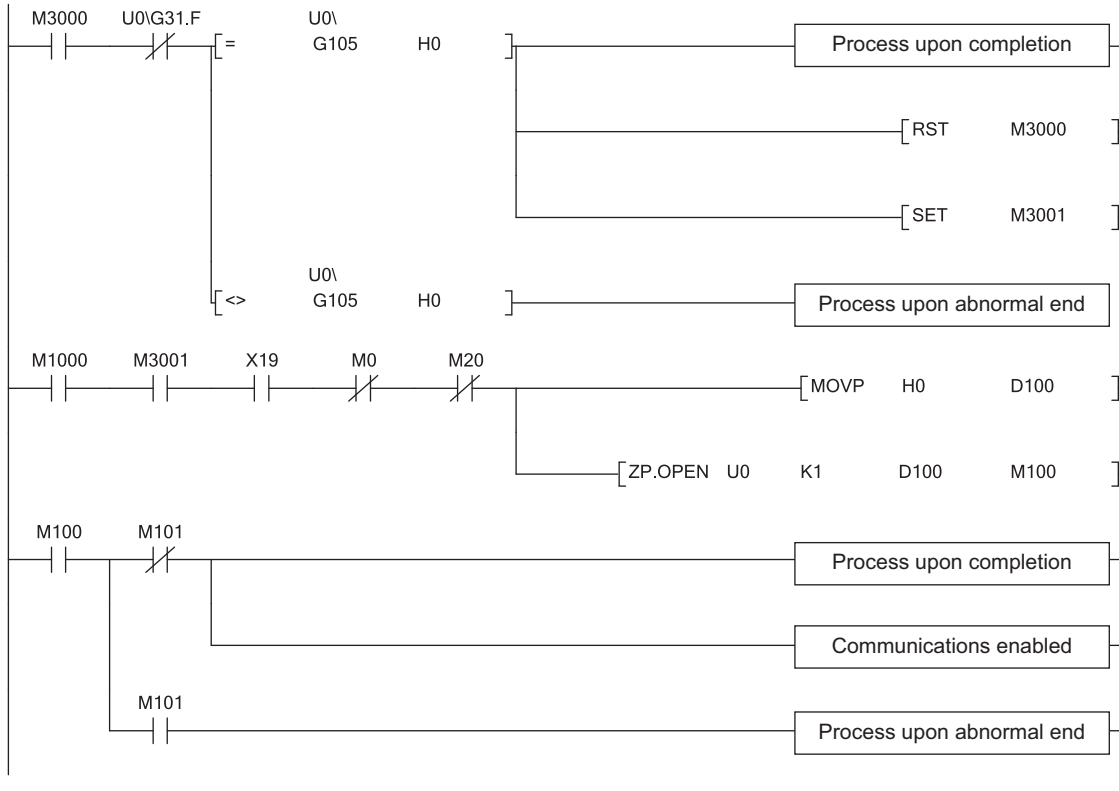 M3000 U0\G31.F U0\
= G105 H0 Process upon completion
RST M3000
SET M3001
U0\
<> G105 H0 Process upon abnormal end
M1000 M3001 X19 M0 M20
MOVP H0 D100
ZP.OPEN U0 K1 D100 M100
M100 M101
Process upon completion
Communications enabled
M101
Process upon abnormal end